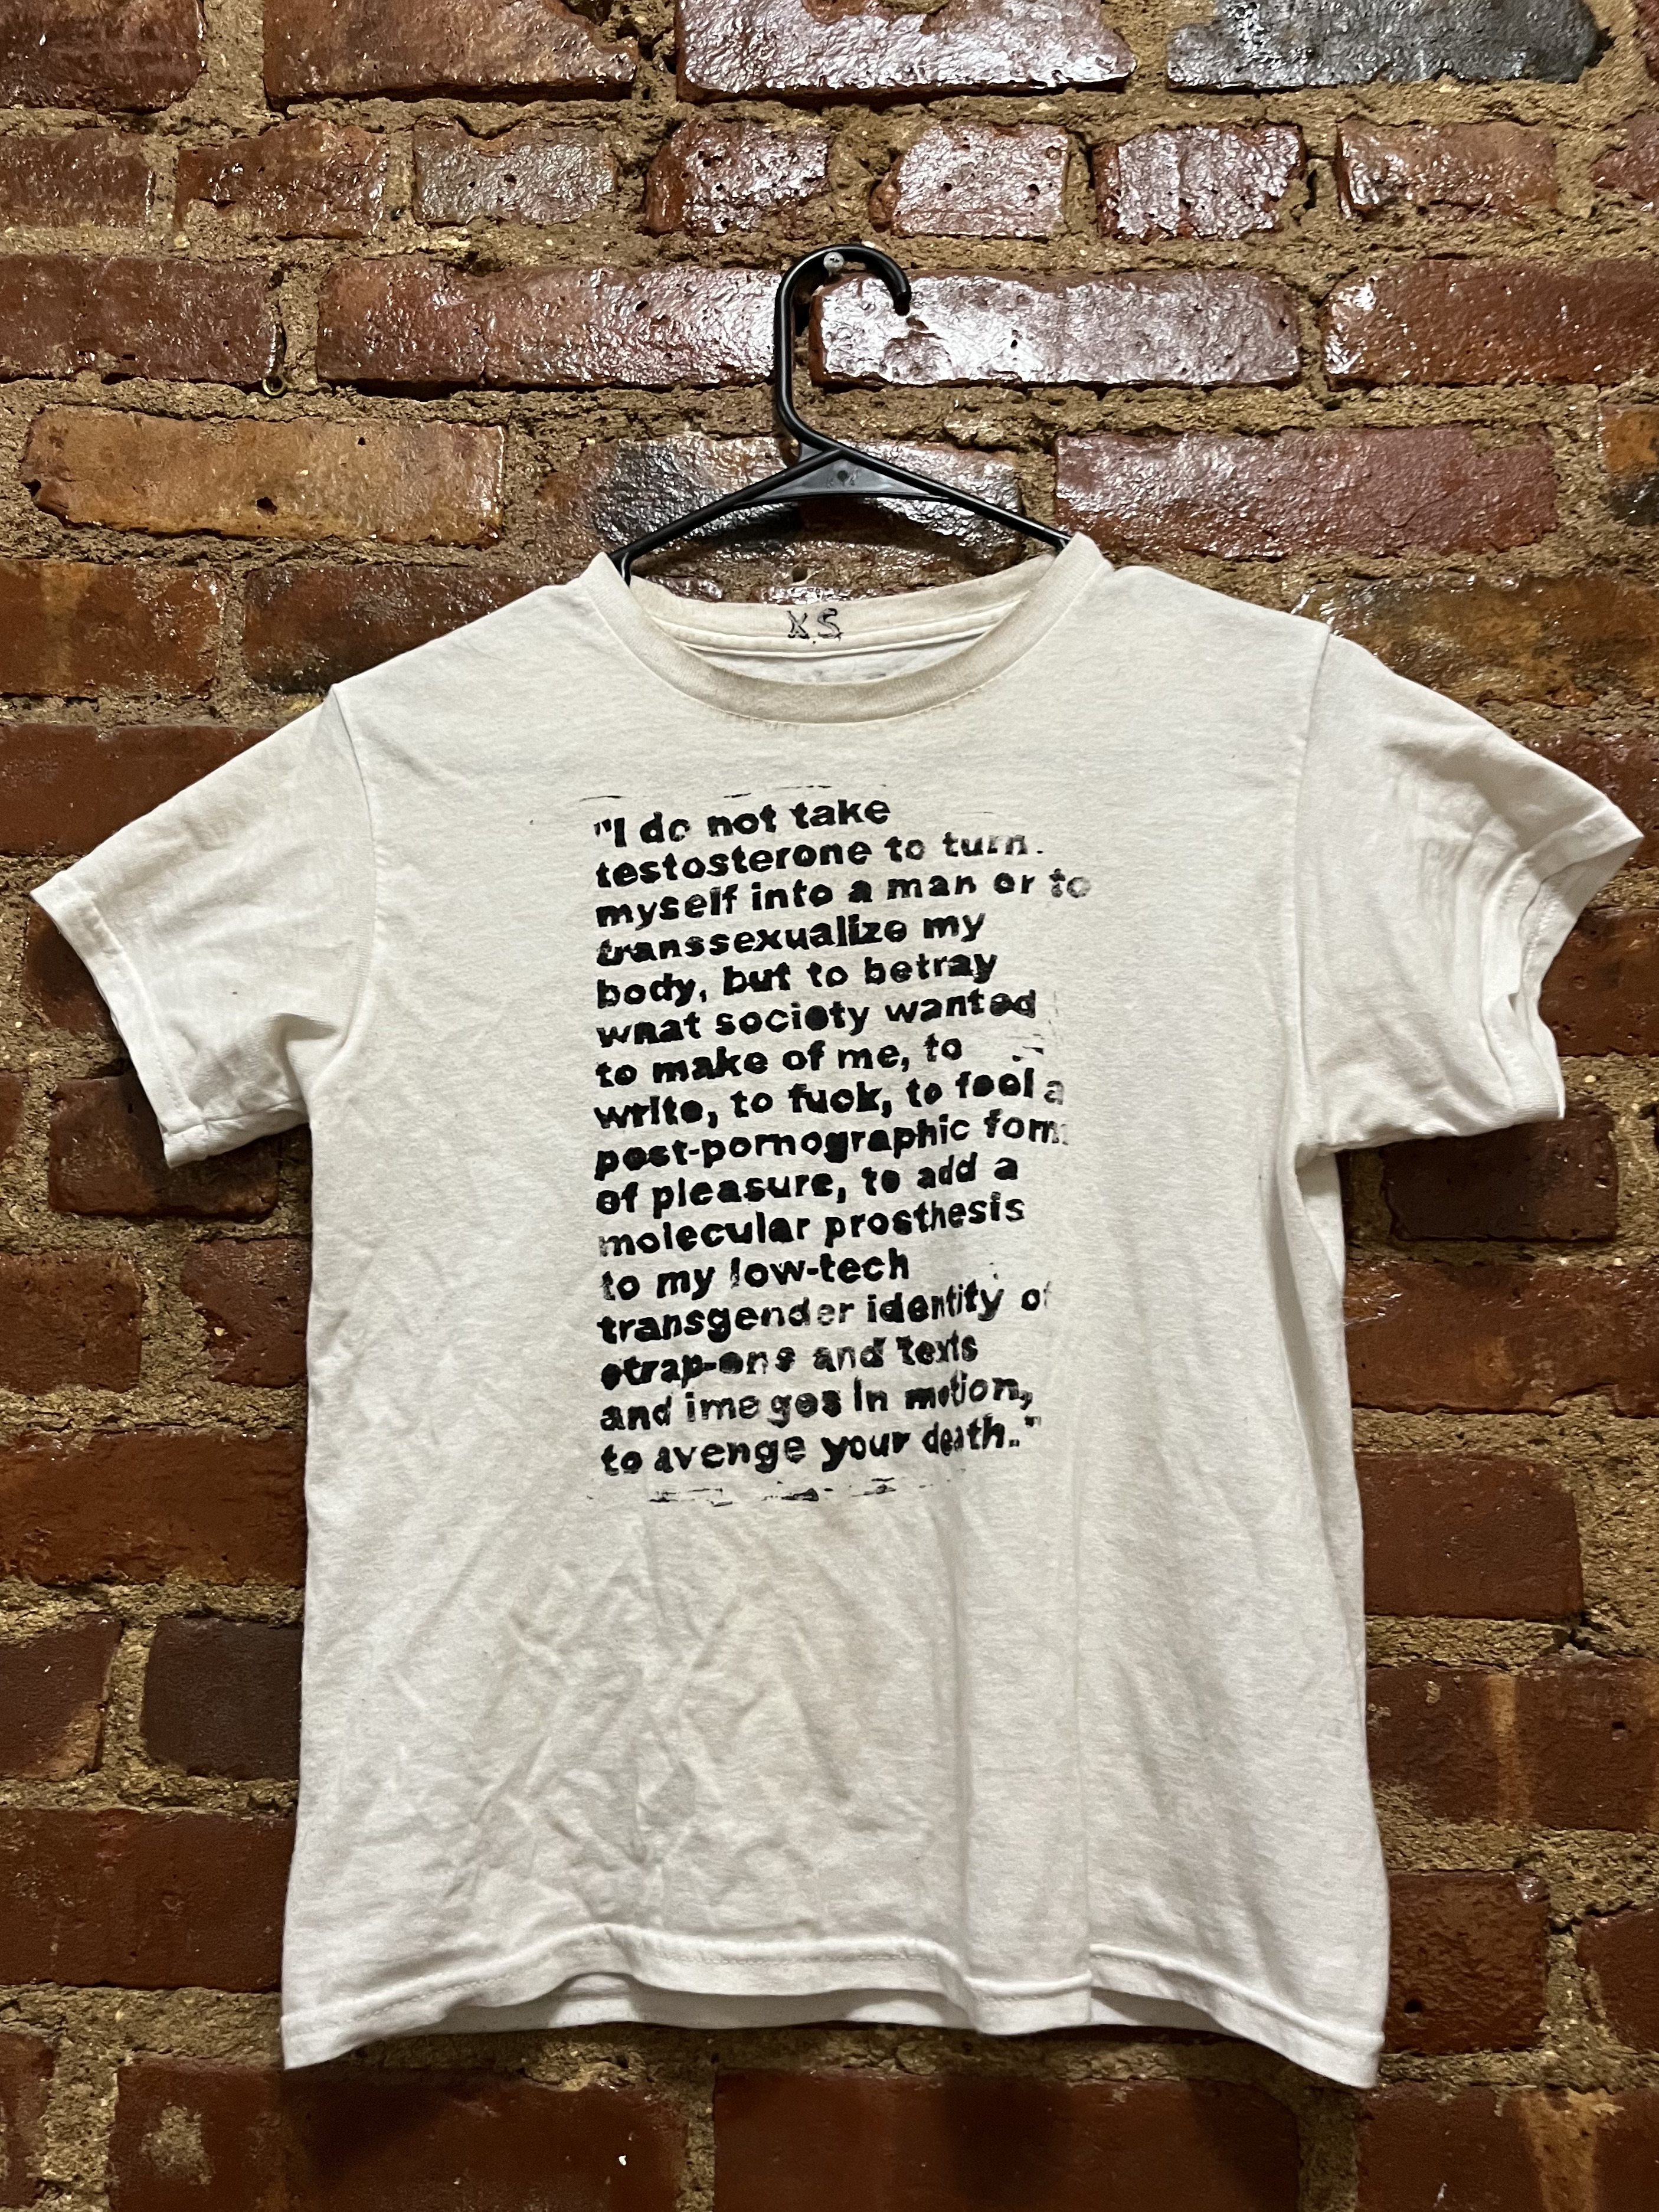 XS
"I do not take
testosterone to turn
myself into a man or to
transsexualize my
body, but to betray
what society wanted
to make of me, to
write, to fuck, to feel a
post-pornographic form
of pleasure, to add a
molecular prosthesis
to my low-tech
transgender identity of
strap-ons and texts
and images in motion,
to avenge your death."